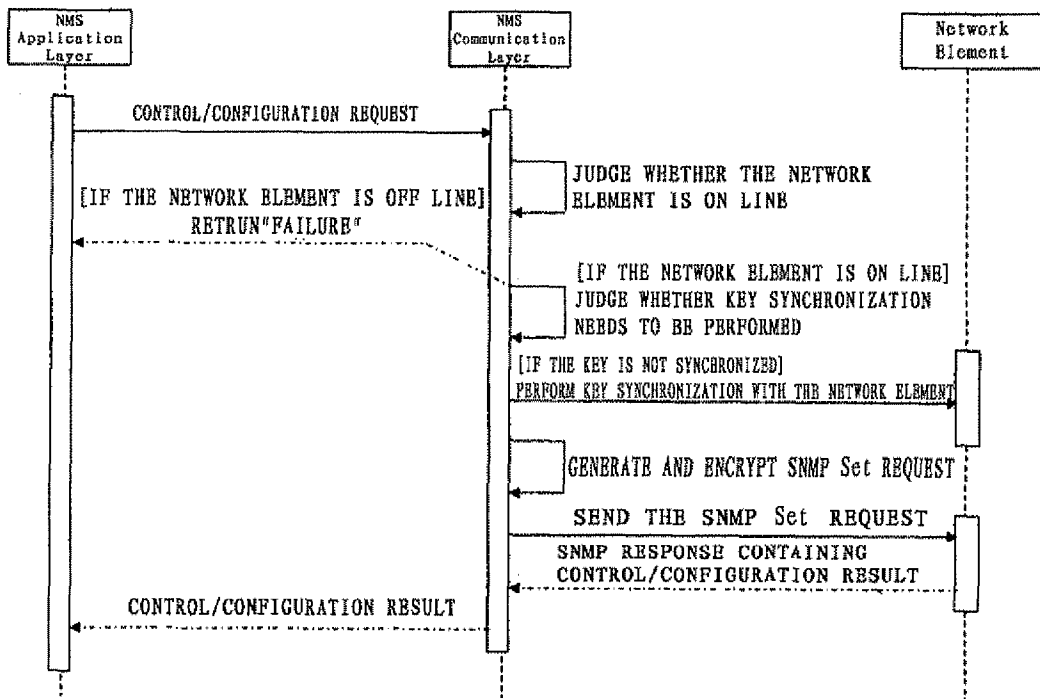 NMS
Application
Layer
NMS
Communication
Layer
Network
Element
CONTROL/CONFIGURATION REQUEST
JUDGE WHETHER THE NETWORK
ELEMENT IS ON LINE
[IF THE NETWORK ELEMENT IS OFF LINE]
RETRUN"FAILURE"
[IF THE NETWORK ELEMENT IS ON LINE]
JUDGE WHETHER KEY SYNCHRONIZATION
NEEDS TO BE PERFORMED
[IF THE KEY IS NOT SYNCHRONIZED]
PERFORM KEY SYNCHRONIZATION WITH THE NETWORK ELEMENT
GENERATE AND ENCRYPT SNMP Set REQUEST
SEND THE SNMP Set REQUEST
SNMP RESPONSE CONTAINING
CONTROL/CONFIGURATION RESULT
CONTROL/CONFIGURATION RESULT